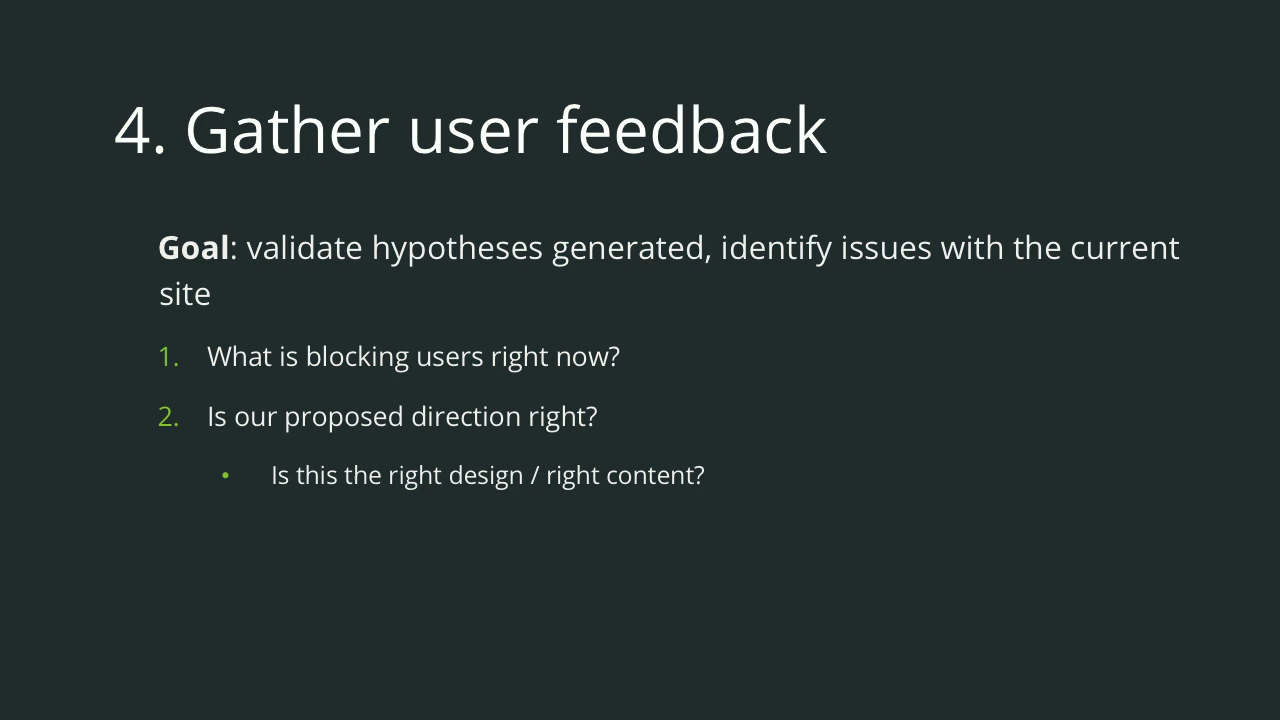 4. Gather user feedback
Goal: validate hypotheses generated, identify issues with the current
site
1. What is blocking users right now?
2. Is our proposed direction right?
• Is this the right design / right content?